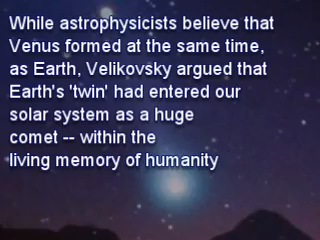 While astrophysicists believe that
Venus formed at the same time,
as Earth, Velikovsky argued that
Earth's 'twin' had entered our
solar system as a huge
comet -- within the
living memory of humanity